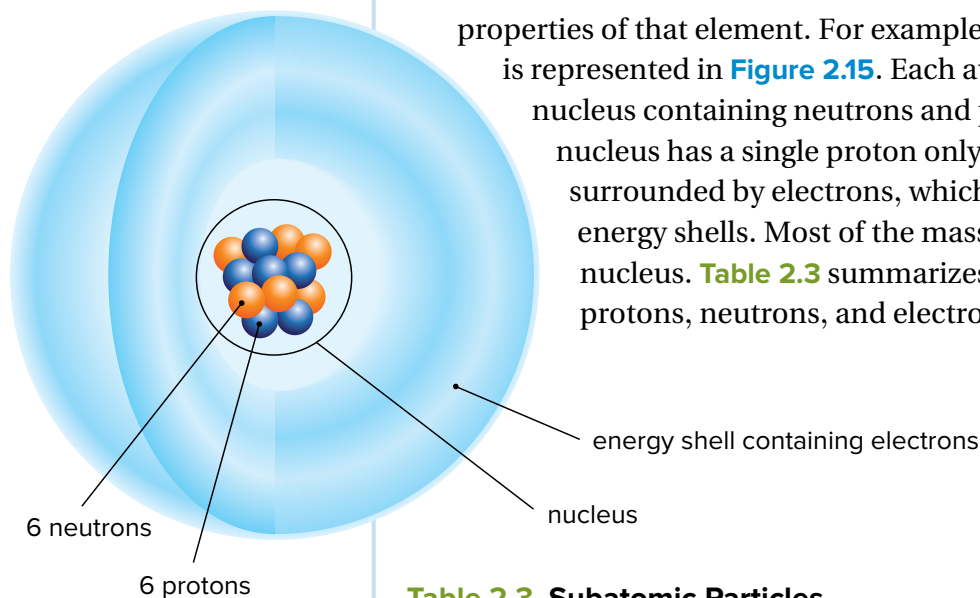 properties of that element. For example
is represented in Figure 2.15. Each
nucleus containing neutrons and
nucleus has a single proton only
surrounded by electrons, which
energy shells. Most of the mass
nucleus. Table 2.3 summarizes
protons, neutrons, and
energy shell containing electrons
nucleus
6 neutrons
6 protons
Table 2.3 Subatomic Particles